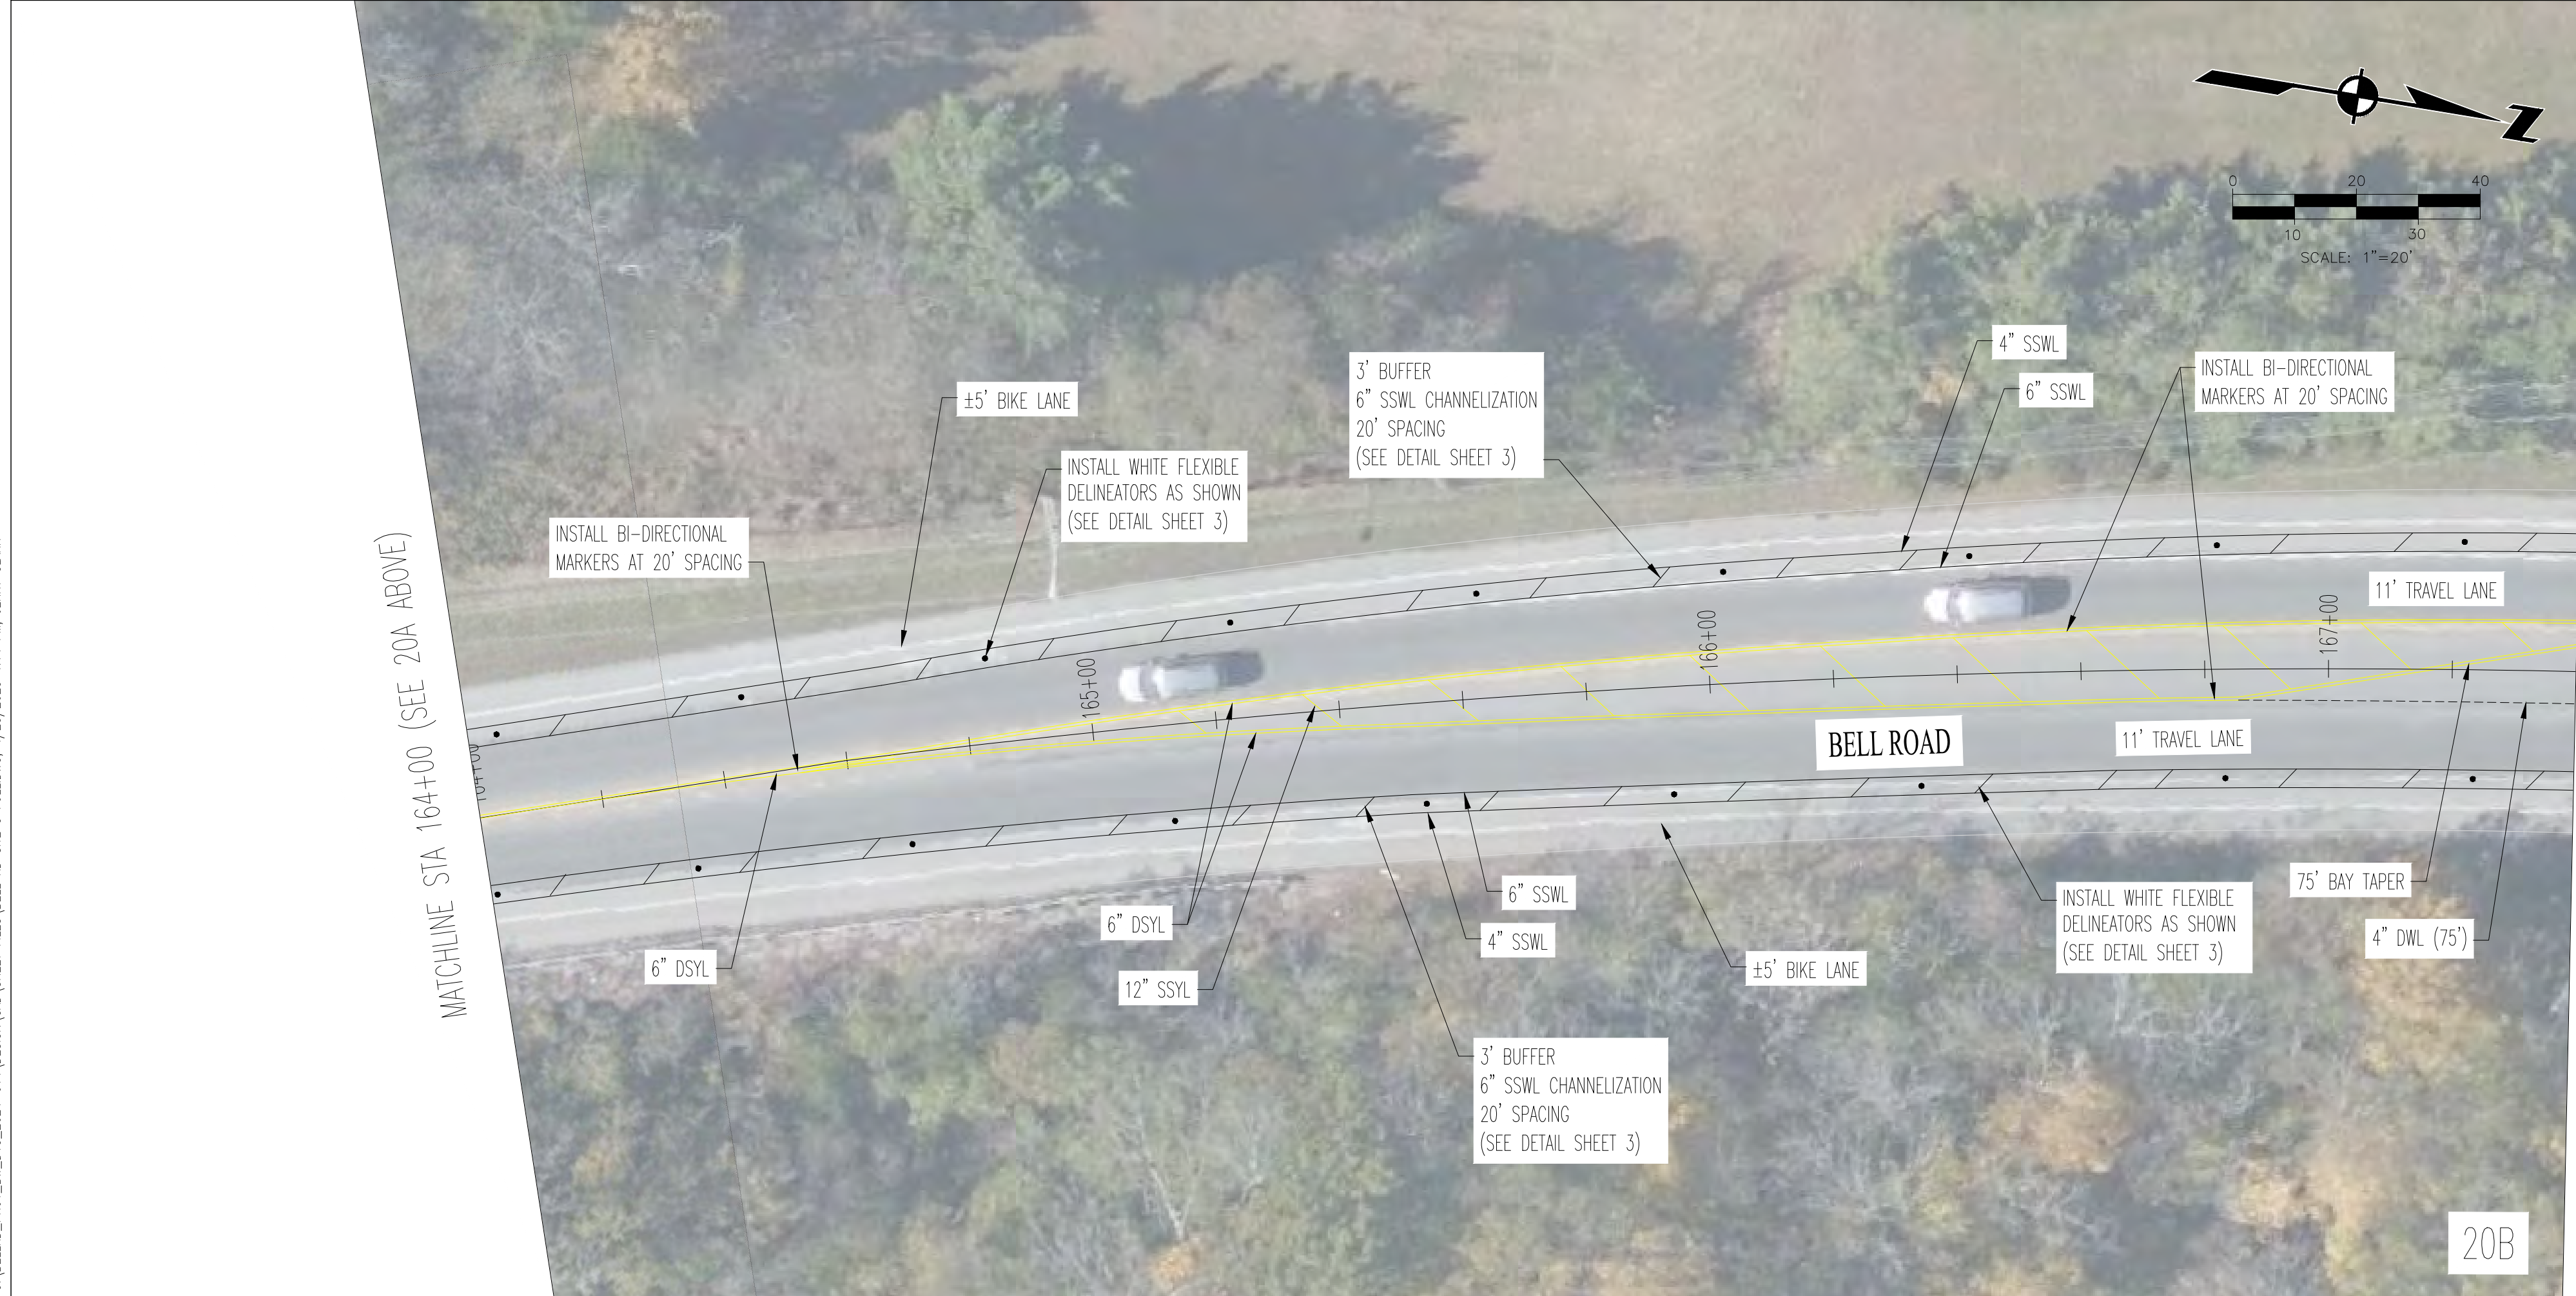 Z
0 20 40
10 30
SCALE: 1"=20'
4" SSWL
6" SSWL
INSTALL BI-DIRECTIONAL
MARKERS AT 20' SPACING
3' BUFFER
6" SSWL CHANNELIZATION
20' SPACING
(SEE DETAIL SHEET 3)
±5' BIKE LANE
INSTALL WHITE FLEXIBLE
DELINEATORS AS SHOWN
(SEE DETAIL SHEET 3)
INSTALL BI-DIRECTIONAL
MARKERS AT 20' SPACING
MATCHLINE STA 164+00 (SEE 20A ABOVE)
165+00
166+00
167+00
11' TRAVEL LANE
BELL ROAD
11' TRAVEL LANE
6" DSYL
6" DSYL
12" SSYL
6" SSWL
4" SSWL
3' BUFFER
6" SSWL CHANNELIZATION
20' SPACING
(SEE DETAIL SHEET 3)
±5' BIKE LANE
INSTALL WHITE FLEXIBLE
DELINEATORS AS SHOWN
(SEE DETAIL SHEET 3)
75' BAY TAPER
4" DWL (75')
20B